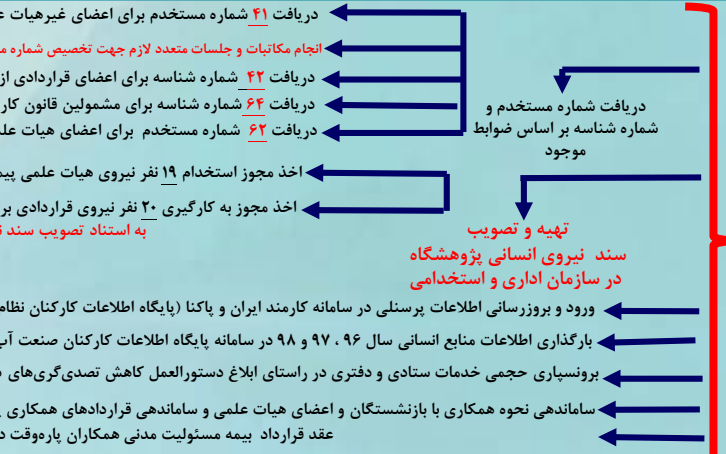 دریافت شماره مستخدم و
شماره شناسه بر اساس ضوابط
موجود
دریافت ۴۱ شماره مستخدم برای اعضای غیرهیات
انجام مکاتبات و جلسات متعدد لازم جهت تخصیص شماره
دریافت ۴۲ شماره شناسه برای اعضای قراردادی از
دریافت ۶۴ شماره شناسه برای مشمولین قانون کار
دریافت ۶۲ شماره مستخدم برای اعضای هیات
تهیه و تصویب
سند نیروی انسانی پژوهشگاه
در سازمان اداری و استخدامی
اخذ مجوز استخدام ۱۹ نفر نیروی هیات علمی
اخذ مجوز به کارگیری ۲۰ نفر نیروی قراردادی
به استناد تصویب سند
ورود و بروزرسانی اطلاعات پرسنلی در سامانه کارمند ایران و پاکنا (پایگاه اطلاعات کارکنان
بارگذاری اطلاعات منابع انسانی سال ۹۶ ، ۹۷ و ۹۸ در سامانه پایگاه اطلاعات کارکنان صنعت
برونسپاری حجمی خدمات ستادی و دفتری در راستای ابلاغ دستورالعمل کاهش تصدی‌گری‌های
ساماندهی نحوه همکاری با بازنشستگان و اعضای هیات علمی و ساماندهی قراردادهای همکاری
عقد قرارداد بیمه مسئولیت مدنی همکاران پاره‌وقت